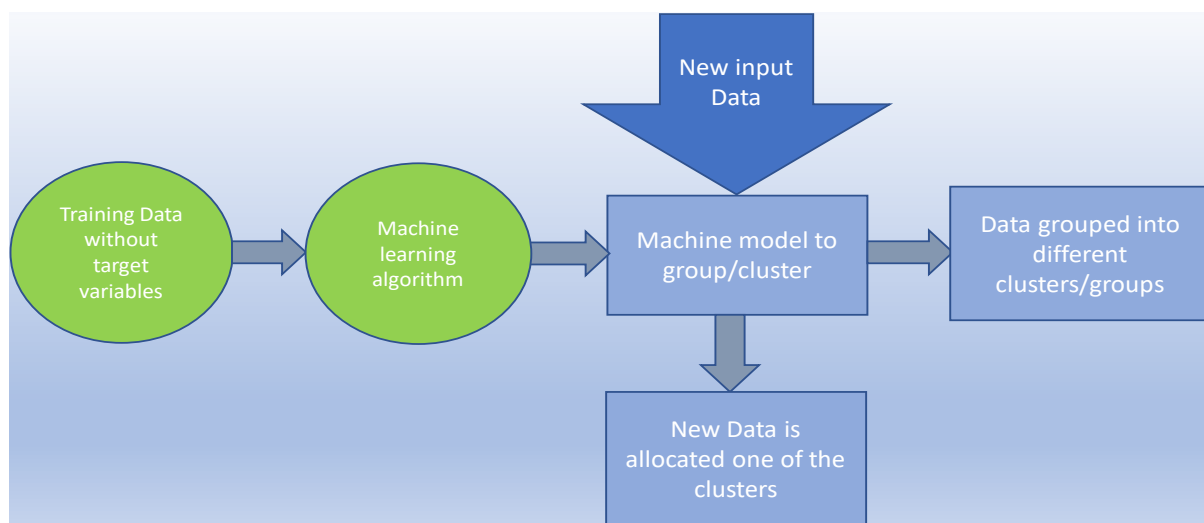 New input
Data
Training Data
without
target
variables
Machine
learning
algorithm
Machine model to
group/cluster
Data grouped into
different
clusters/groups
New Data is
allocated one of the
clusters